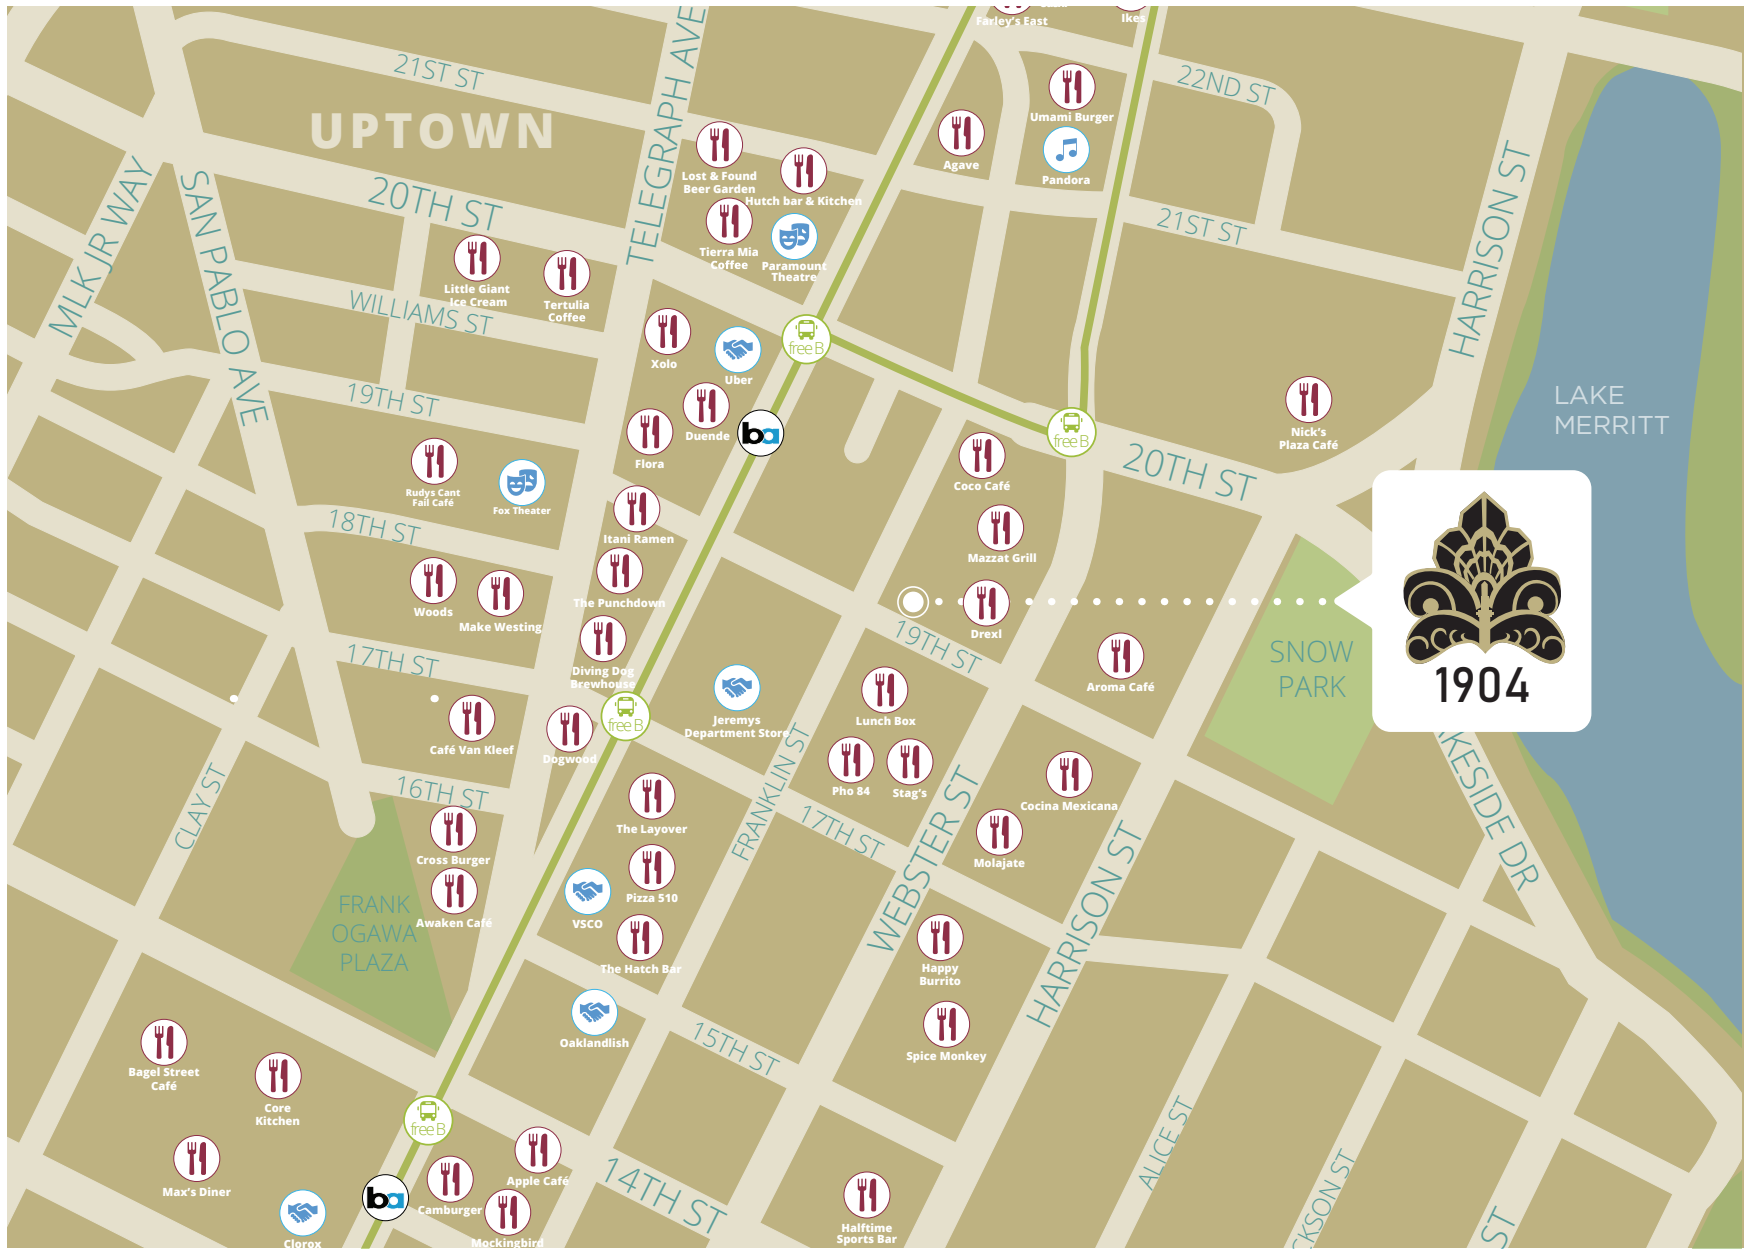 Farley's East
Ikes
21ST ST
UPTOWN
TELEGRAPH AVE
22ND ST
Umami Burger
Agave
Pandora
HARRISON ST
MLK JR WAY
SAN PABLO AVE
20TH ST
Lost & Found
Beer Garden
Hutch bar & Kitchen
Tierra Mia
Coffee
Paramount
Theatre
21ST ST
Little Giant
Ice Cream
Tertulia
Coffee
WILLIAMS ST
Xolo
Uber
free B
19TH ST
Duende
ba
Flora
free B
20TH ST
Nick's
Plaza Café
LAKE
MERRITT
Rudys Cant
Fail Café
Fox Theater
Coco Café
18TH ST
Itani Ramen
Mazzat Grill
Woods
Make Westing
The Punchdown
Drexl
19TH ST
SNOW
PARK
1904
17TH ST
Diving Dog
Brewhouse
Aroma Café
Café Van Kleef
Dogwood
free B
Jeremys
Department Store
Lunch Box
Pho 84
Stag's
Cocina Mexicana
FRANKLIN ST
CLAY ST
16TH ST
The Layover
17TH ST
WEBSTER ST
Molajate
HARRISON ST
KESIDE DR
Cross Burger
Awaken Café
FRANK
OGAWA
PLAZA
VSCO
Pizza 510
The Hatch Bar
Happy
Burrito
Oaklandlish
15TH ST
Spice Monkey
Bagel Street
Café
Core
Kitchen
free B
ALICE ST
CKSON ST
ST
Max's Diner
Clorox
ba
Camburger
Apple Café
Mockingbird
14TH ST
Halftime
Sports Bar